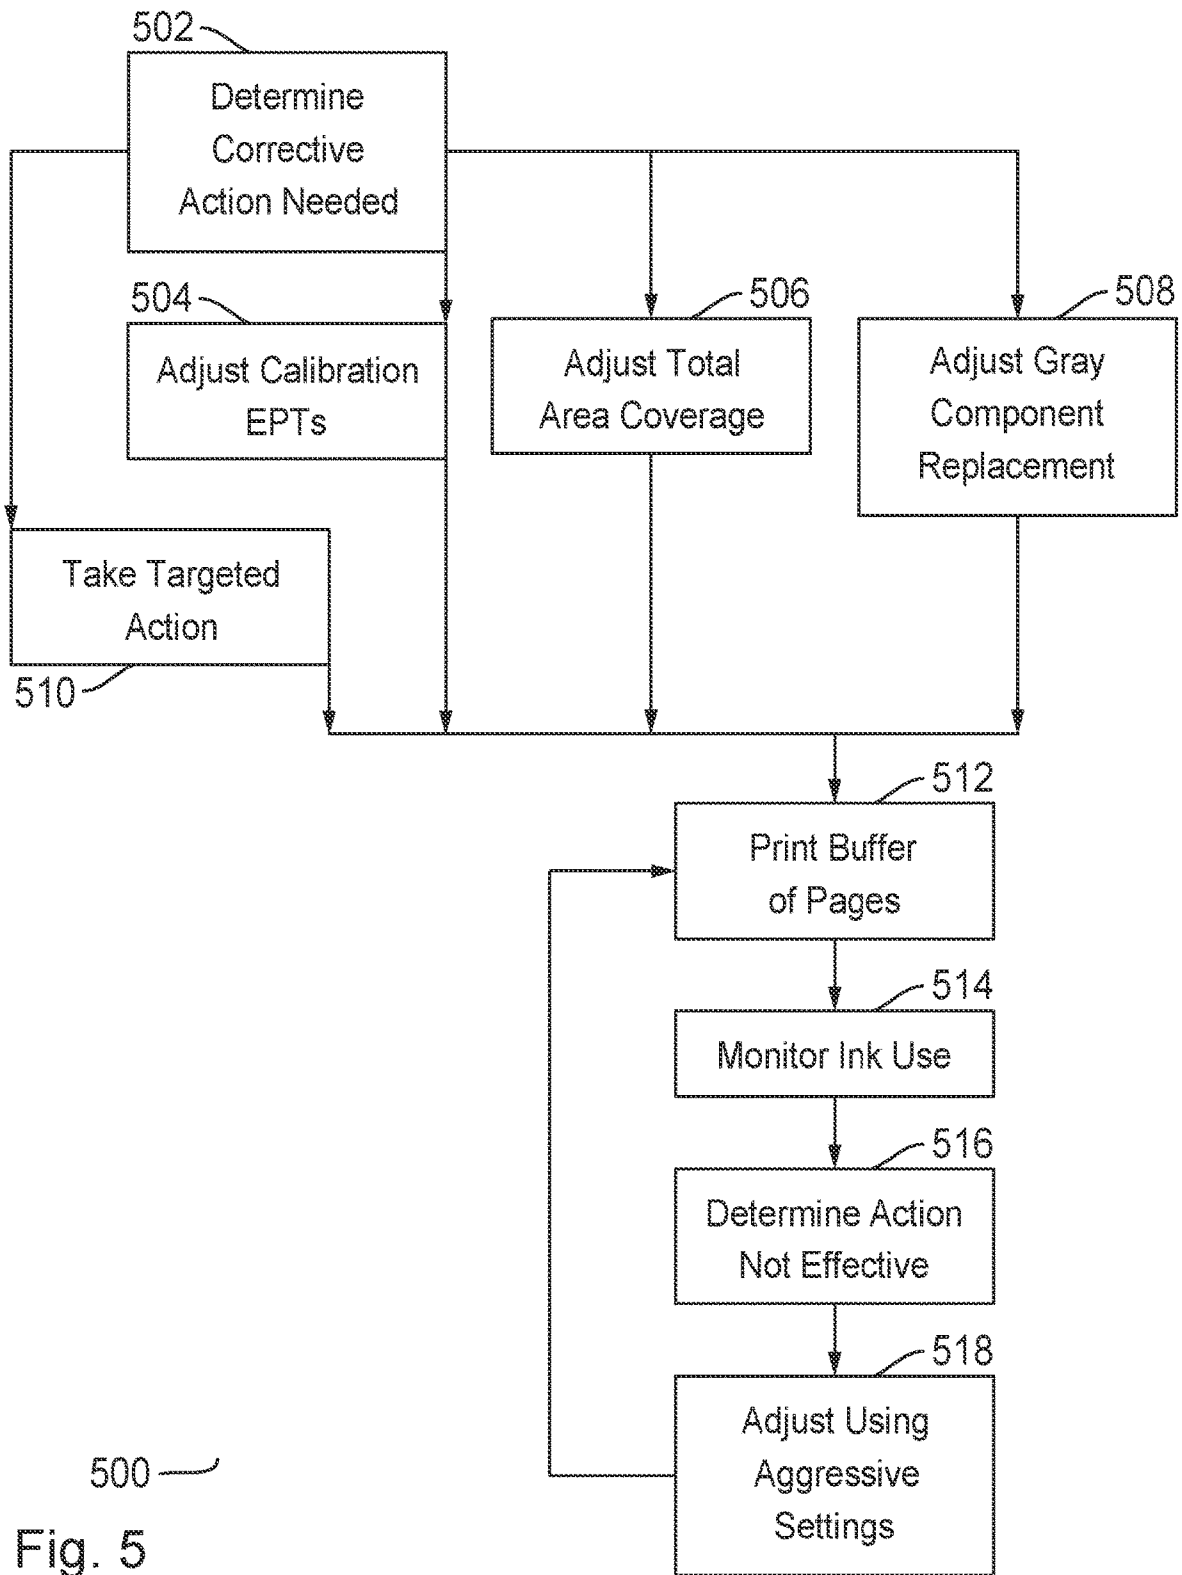 502
Determine
Corrective
Action Needed
504
Adjust Calibration
EPTs
506
Adjust Total
Area Coverage
508
Adjust Gray
Component
Replacement
Take Targeted
Action
510
512
Print Buffer
of Pages
514
Monitor Ink Use
516
Determine Action
Not Effective
518
Adjust Using
Aggressive
Settings
500
Fig. 5